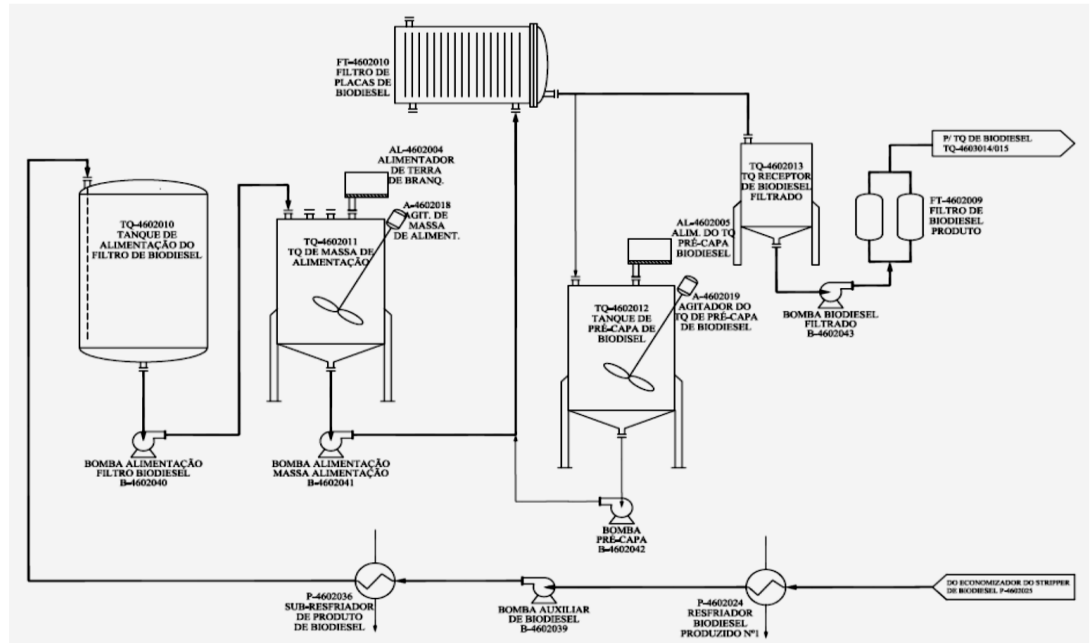 FT-4602010
FILTRO DE
PLACAS DE
BIODIESEL
P/ TQ DE BIODIESEL
TQ-4603014/015
AL-4602004
ALIMENTADOR
DE TERRA
DE BRANQ.
TQ-4602013
TQ RECEPTOR
DE BIODIESEL
FILTRADO
A-4602018
AGIT. DE
MASSA
DE ALIMENT.
FT-4602009
FILTRO DE
BIODIESEL
PRODUTO
TQ-4602010
TANQUE DE
ALIMENTAÇÃO DO
FILTRO DE BIODIESEL
TQ-4602011
TQ DE MASSA DE
ALIMENTAÇÃO
AL-4602005
ALIM. DO TQ
PRÉ-CAPA
BIODIESEL
TQ-4602012
TANQUE DE
PRÉ-CAPA DE
BIODISEL
A-4602019
AGITADOR DO
TQ DE PRÉ-CAPA
DE BIODIESEL
BOMBA BIODIESEL
FILTRADO
B-4602043
BOMBA ALIMENTAÇÃO
FILTRO BIODIESEL
B-4602040
BOMBA ALIMENTAÇÃO
MASSA ALIMENTAÇÃO
B-4602041
BOMBA
PRÉ-CAPA
B-4602042
P-4602036
SUB-RESFRIADOR
DE PRODUTO
DE BIODIESEL
BOMBA AUXILIAR
DE BIODIESEL
B-4602039
P-4602024
RESFRIADOR
BIODIESEL
PRODUZIDO Nº1
DO ECONOMIZADOR DO STRIPPER
DE BIODIESEL P-4602025